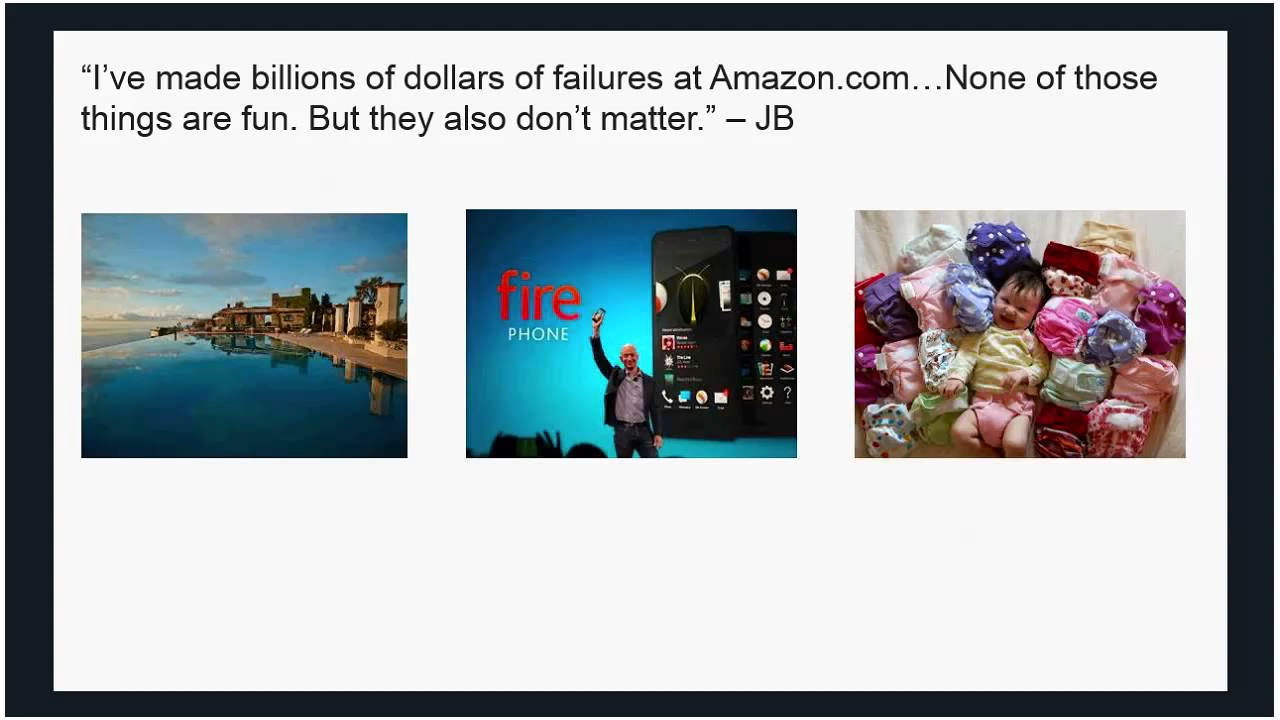 “I’ve made billions of dollars of failures at Amazon.com…None of those
things are fun. But they also don’t matter.” – JB
fire
PHONE